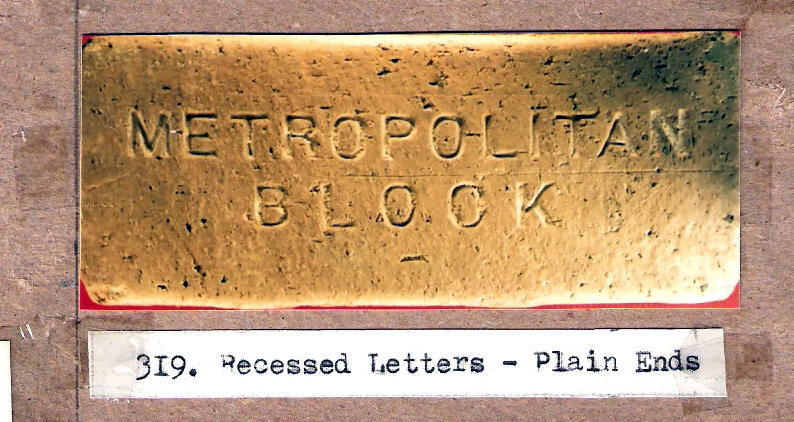 METROPOLITAN
BLOCK
319. Recessed Letters - Plain Ends